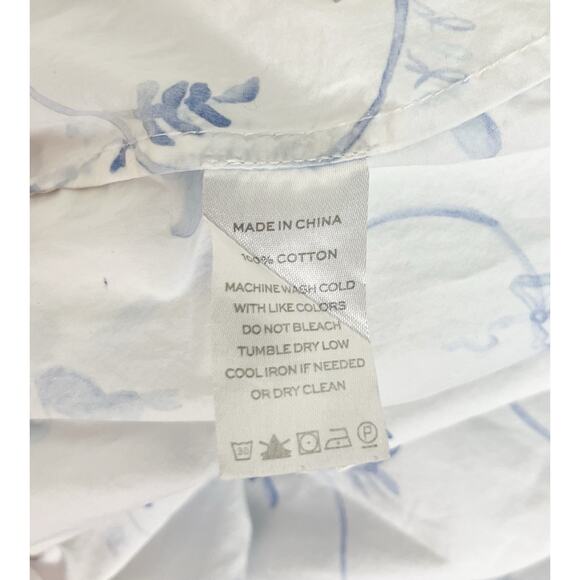 MADE IN CHINA
100% COTTON
MACHINE WASH COLD
WITH LIKE COLORS
DO NOT BLEACH
TUMBLE DRY LOW
COOL IRON IF NEEDED
OR DRY CLEAN
30 P